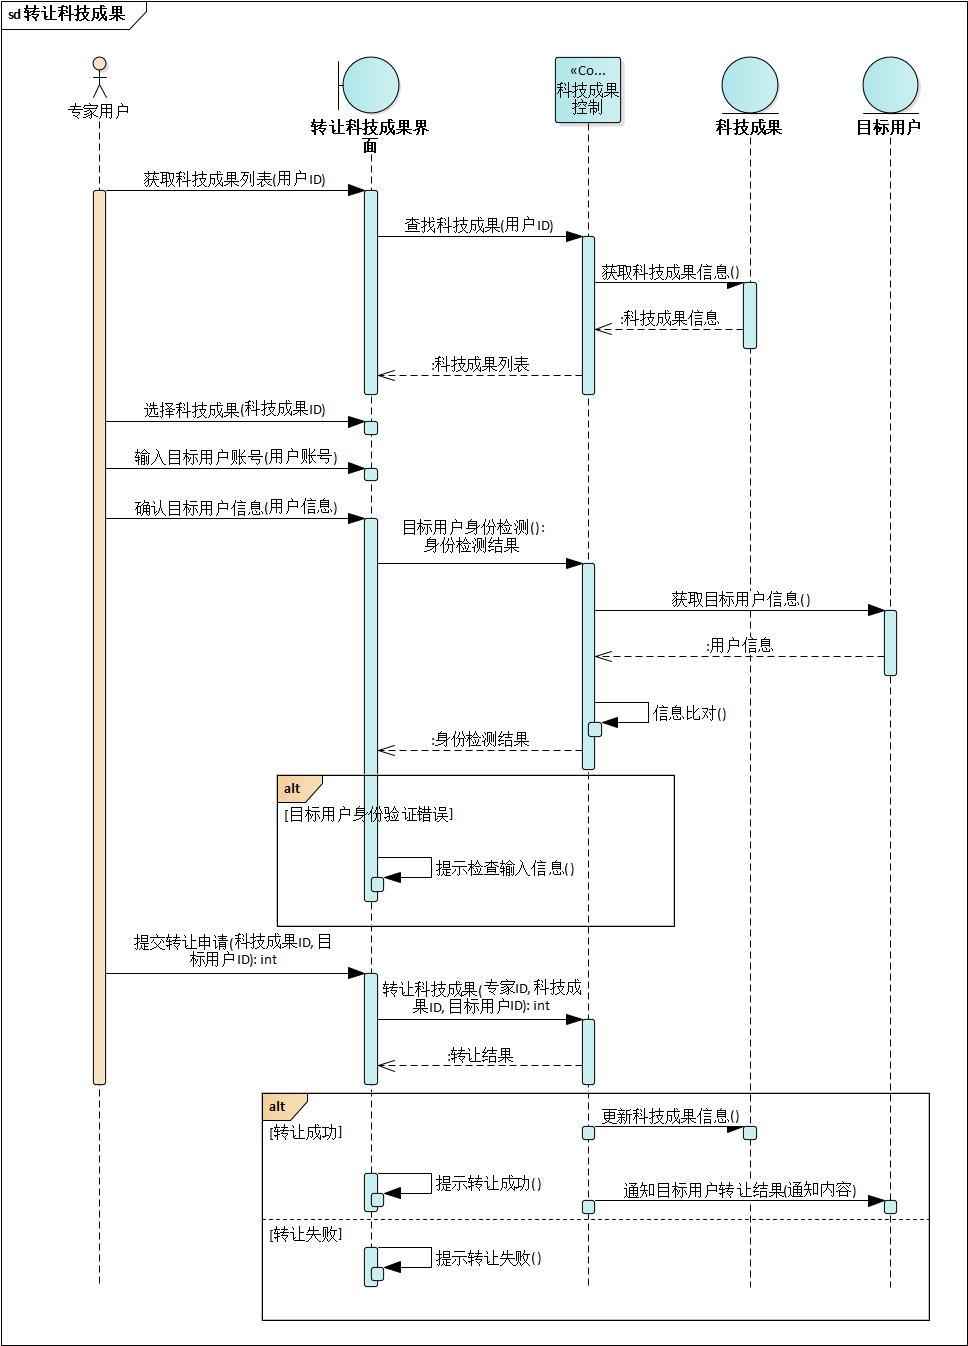 sd 转让科技成果
专家用户
转让科技成果界
面
«Co...
科技成果
控制
科技成果
目标用户
获取科技成果列表(用户ID)
查找科技成果(用户ID)
获取科技成果信息()
:科技成果信息
:科技成果列表
选择科技成果(科技成果ID)
输入目标用户账号(用户账号)
确认目标用户信息(用户信息)
目标用户身份检测():
身份检测结果
获取目标用户信息()
:用户信息
信息比对()
:身份检测结果
alt
[目标用户身份验证错误]
提示检查输入信息()
提交转让申请(科技成果ID, 目
标用户ID): int
转让科技成果(专家ID, 科技成
果ID, 目标用户ID): int
:转让结果
alt
更新科技成果信息()
[转让成功]
提示转让成功()
通知目标用户转让结果(通知内容)
[转让失败]
提示转让失败()